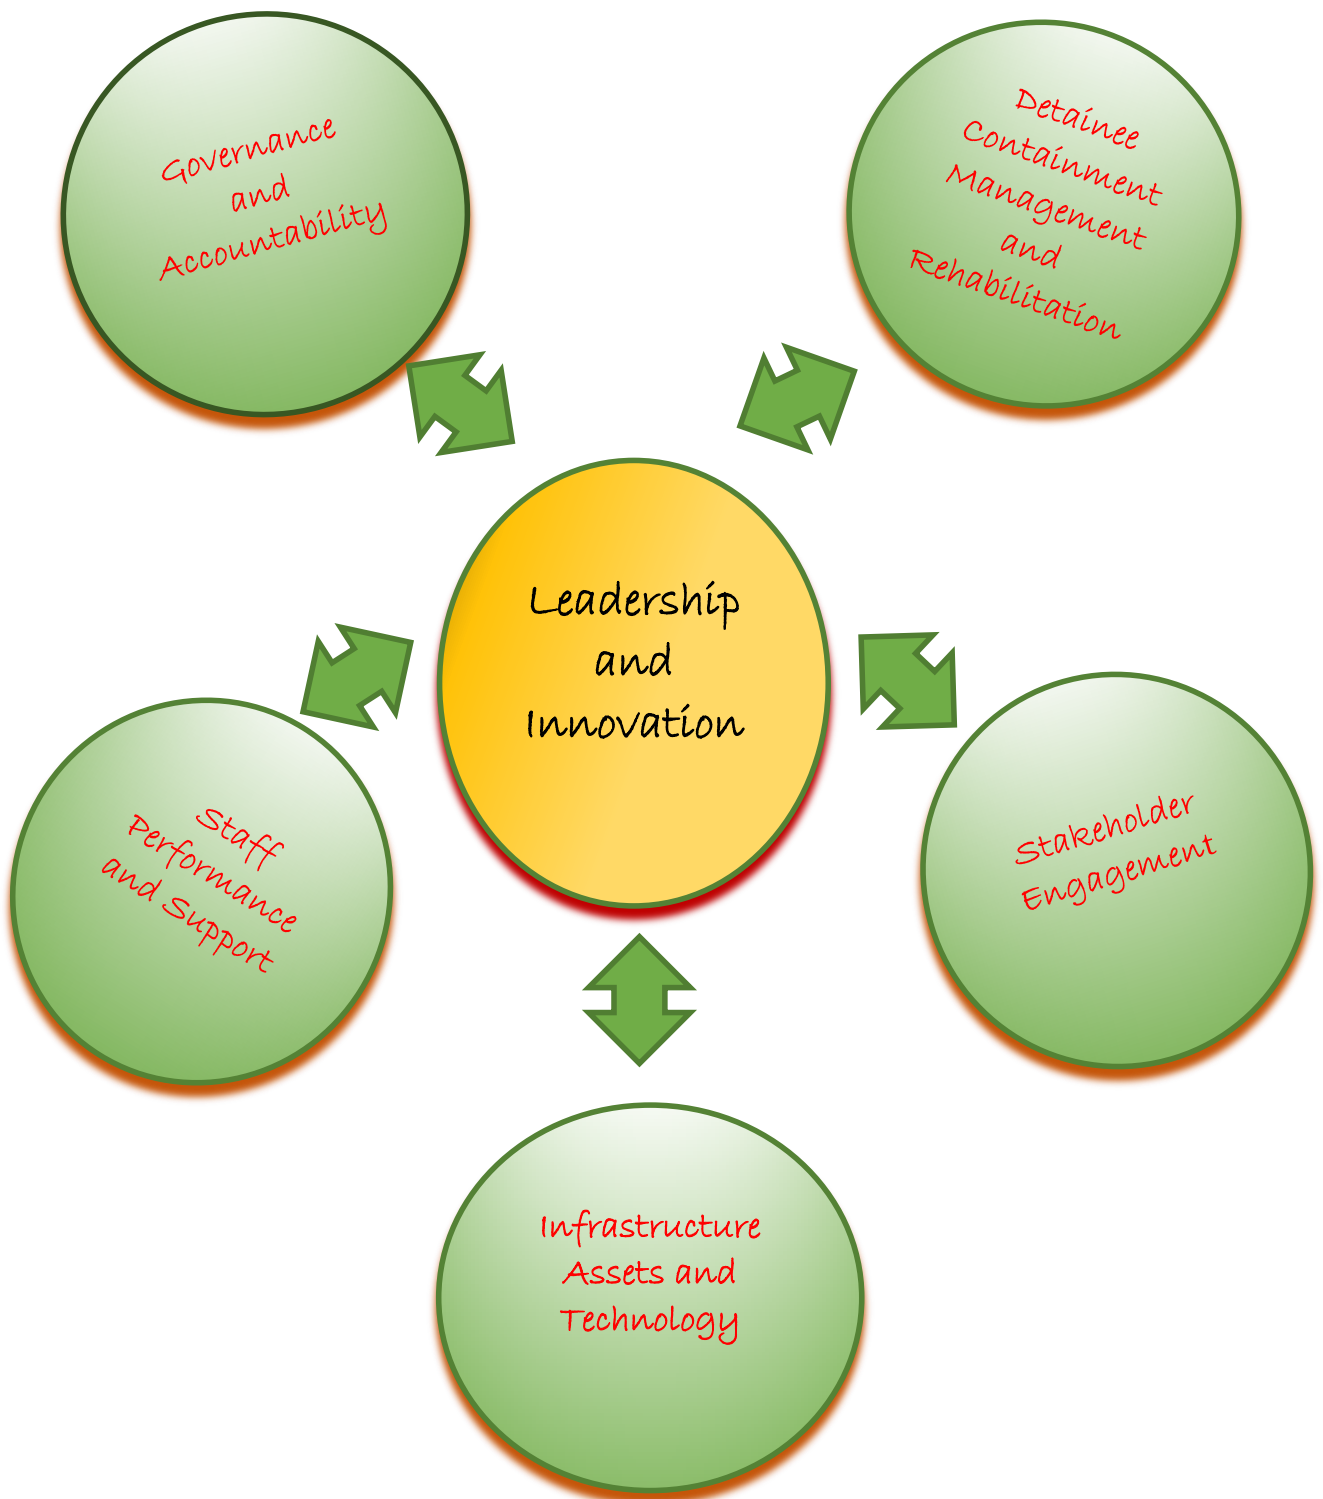 Governance
and
Accountability
Detainee
Containment
Management
and
Rehabilitation
Leadership
and
Innovation
Staff
Performance
and Support
Stakeholder
Engagement
Infrastructure
Assets and
Technology